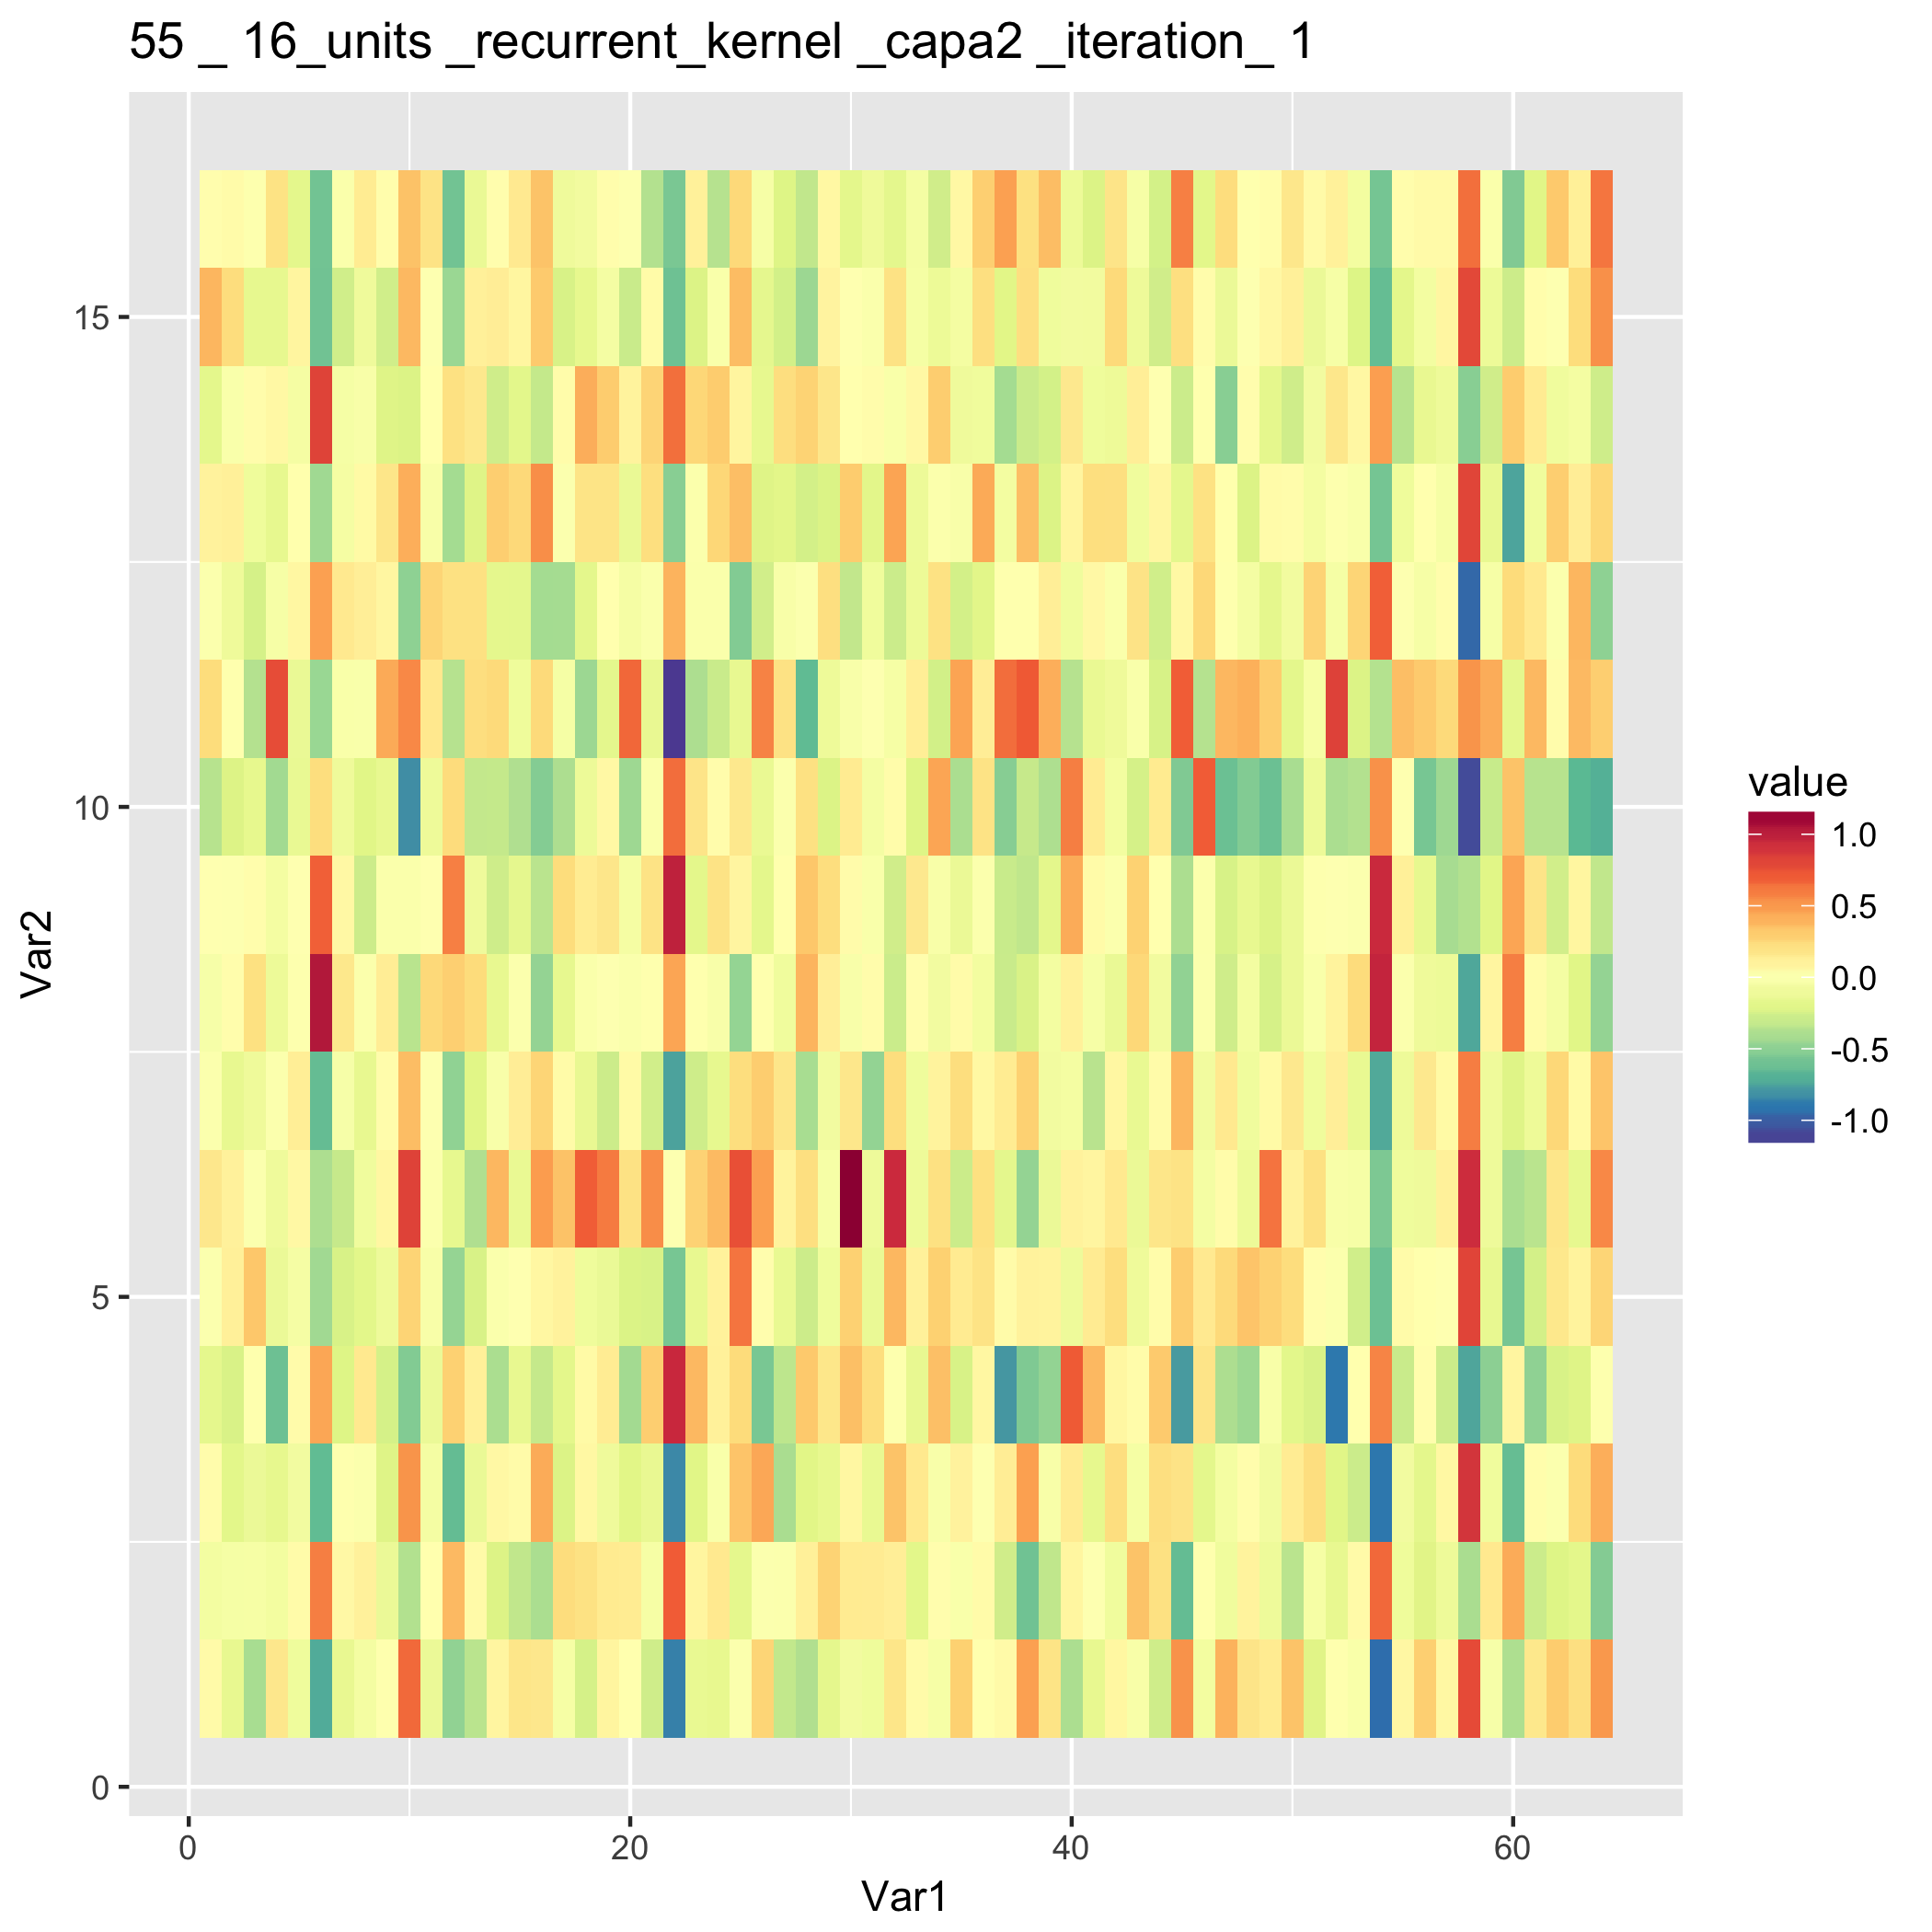 55 _ 16_units _recurrent_kernel _capa2 _iteration_ 1
15
10
5
0
Var2
0 20 40 60
Var1
value
1.0
0.5
0.0
-0.5
-1.0